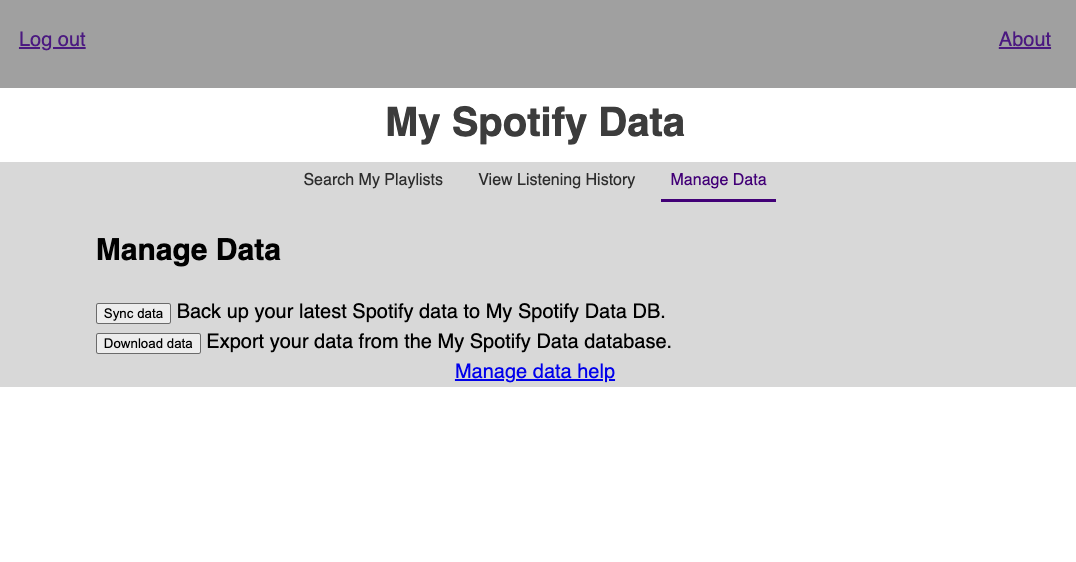 Log out About
My Spotify Data
Search My Playlists View Listening History Manage Data
Manage Data
Sync data Back up your latest Spotify data to My Spotify Data DB.
Download data Export your data from the My Spotify Data database.
Manage data help